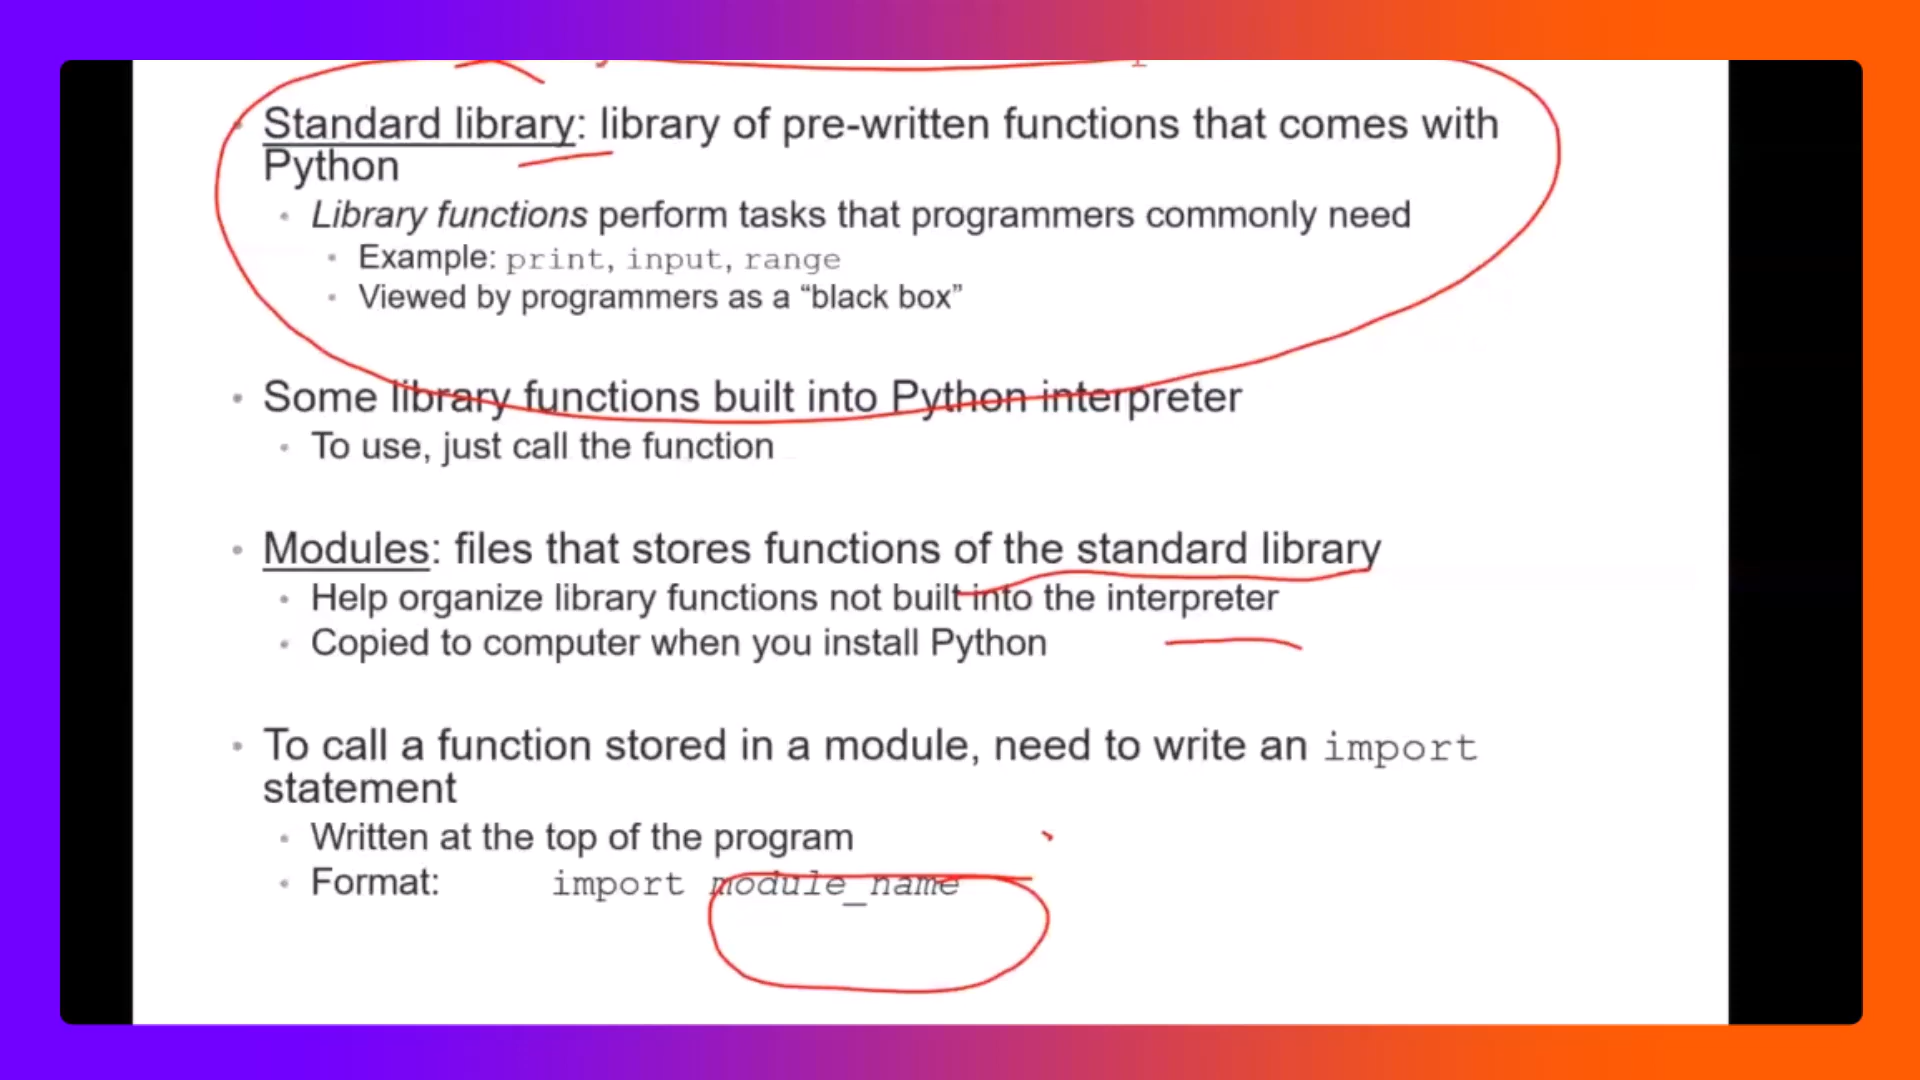 Standard library: library of pre-written functions that comes with
Python
Library functions perform tasks that programmers commonly need
Example: print, input, range
Viewed by programmers as a “black box”
Some library functions built into Python interpreter
To use, just call the function
Modules: files that stores functions of the standard library
Help organize library functions not built into the interpreter
Copied to computer when you install Python
To call a function stored in a module, need to write an import
statement
Written at the top of the program
Format: import module_name